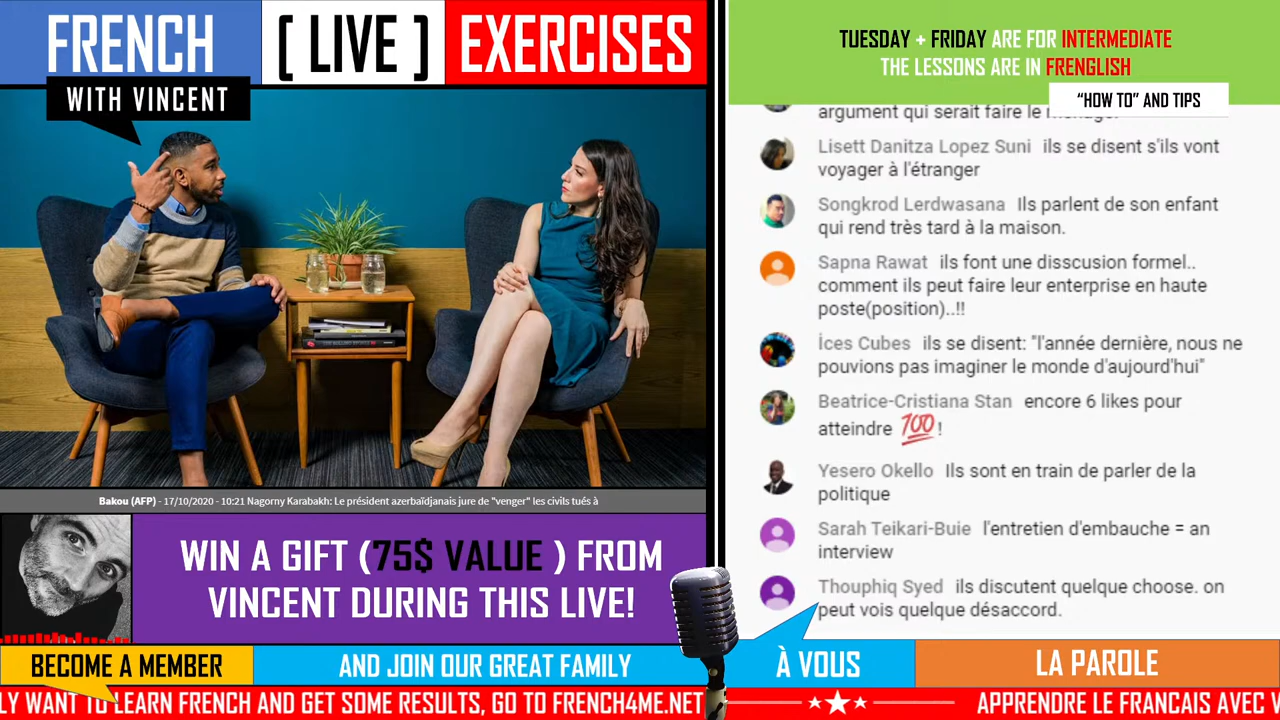 FRENCH [ LIVE ] EXERCISES
WITH VINCENT
Bakou (AFP) - 17/10/2020 - 10:21 Nagorny Karabakh: Le président azerbaïdjanais jure de "venger" les civils tués à
WIN A GIFT (75$ VALUE ) FROM
VINCENT DURING THIS LIVE!
BECOME A MEMBER
AND JOIN OUR GREAT FAMILY
TUESDAY + FRIDAY ARE FOR INTERMEDIATE
THE LESSONS ARE IN FRENGLISH
“HOW TO” AND TIPS
argument qui serait faire le
Lisett Danitza Lopez Suni ils se disent s'ils vont
voyager à l'étranger
Songkrod Lerdwasana Ils parlent de son enfant
qui rend très tard à la maison.
Sapna Rawat ils font une disscusion formel..
comment ils peut faire leur enterprise en haute
poste(position)..!!
İces Cubes ils se disent: "l'année dernière, nous ne
pouvions pas imaginer le monde d'aujourd'hui"
Beatrice-Cristiana Stan encore 6 likes pour
atteindre 💯 !
Yesero Okello Ils sont en train de parler de la
politique
Sarah Teikari-Buie l'entretien d'embauche = an
interview
Thouphiq Syed ils discutent quelque choose. on
peut vois quelque désaccord.
À VOUS
LA PAROLE
LY WANT TO LEARN FRENCH AND GET SOME RESULTS, GO TO FRENCH4ME.NET
APPRENDRE LE FRANCAIS AVEC V